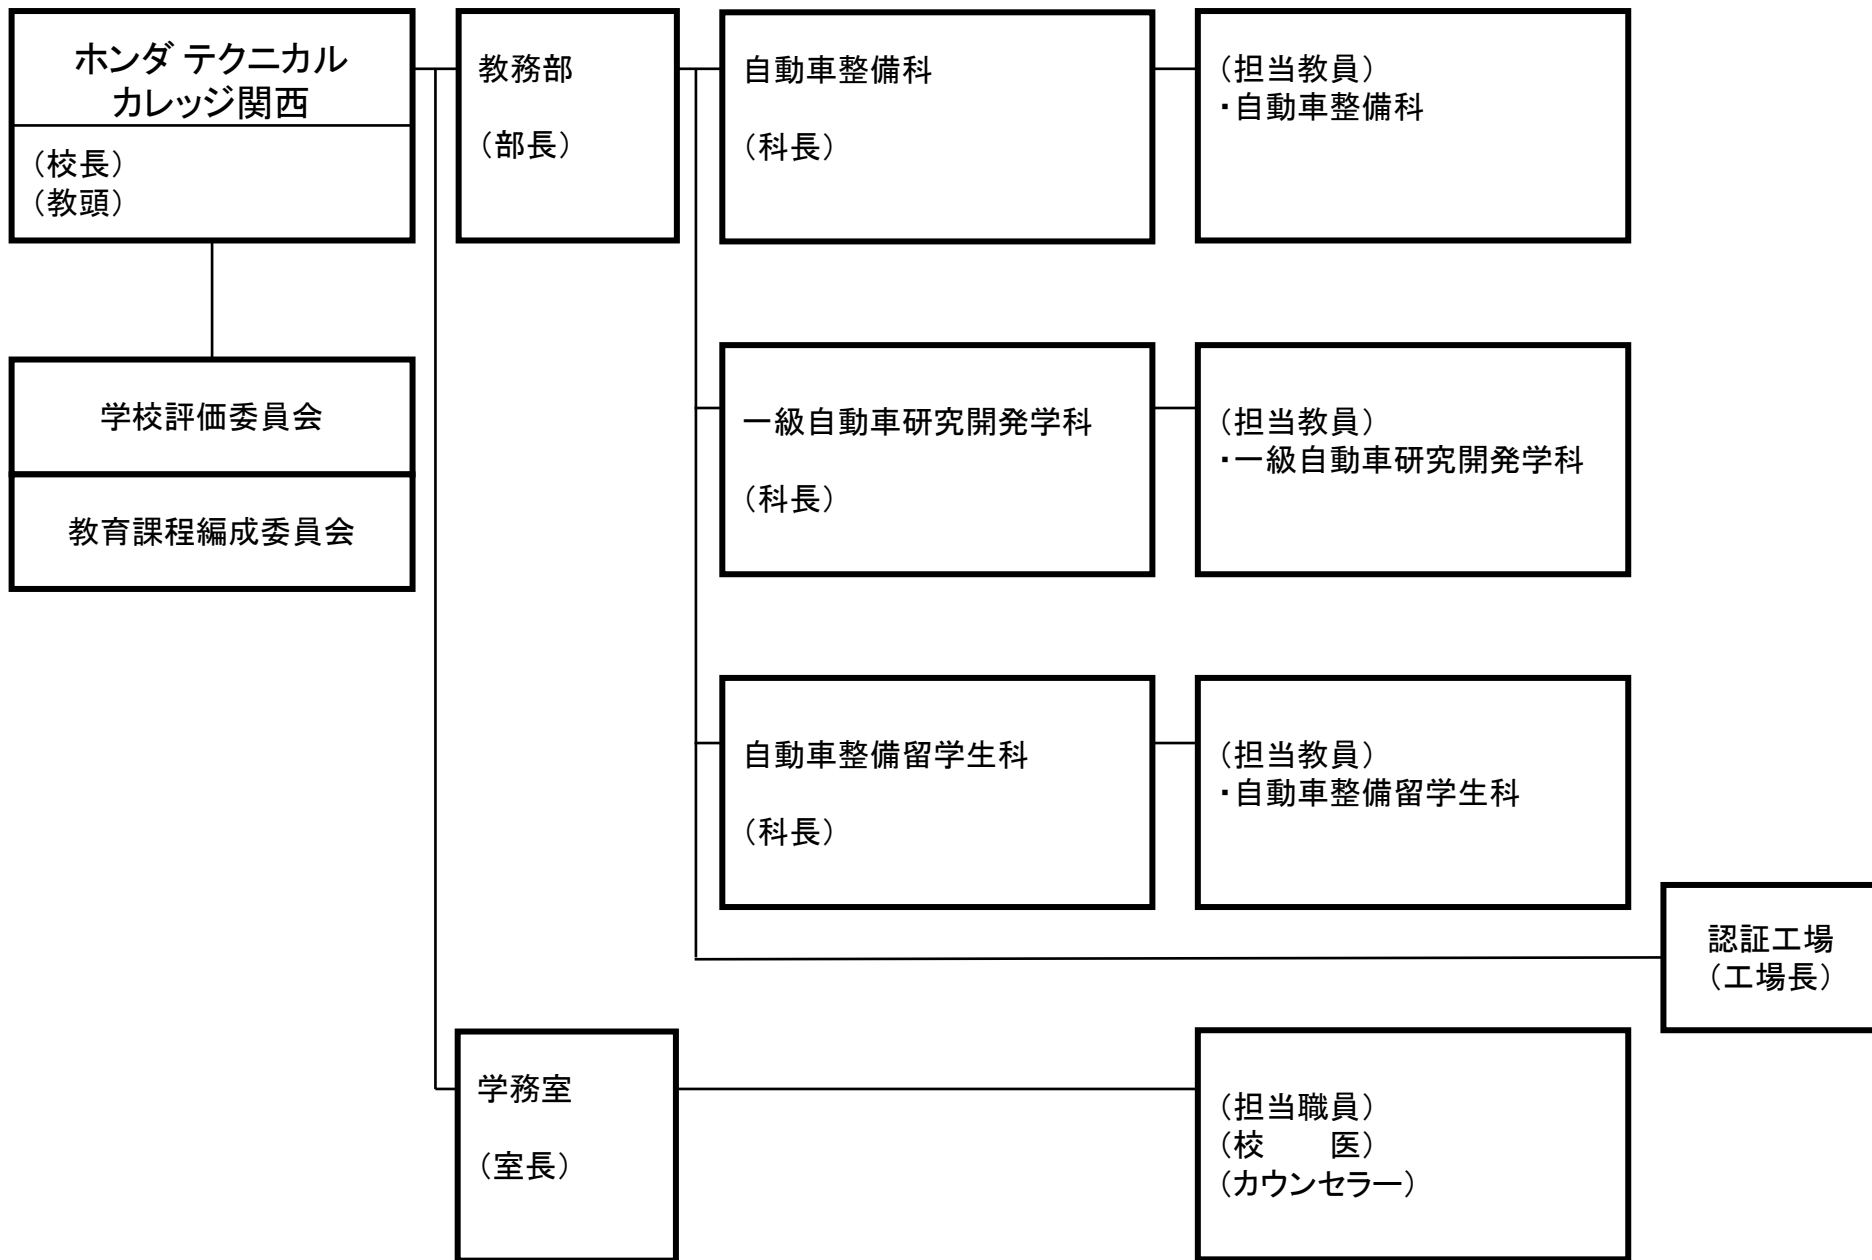 ホンダ テクニカル
カレッジ関西
（校長）
（教頭）
学校評価委員会
教育課程編成委員会
教務部
（部長）
自動車整備科
（科長）
（担当教員）
・自動車整備科
一級自動車研究開発学科
（科長）
（担当教員）
・一級自動車研究開発学科
自動車整備留学生科
（科長）
（担当教員）
・自動車整備留学生科
認証工場
（工場長）
学務室
（室長）
（担当職員）
（校　　医）
（カウンセラー）